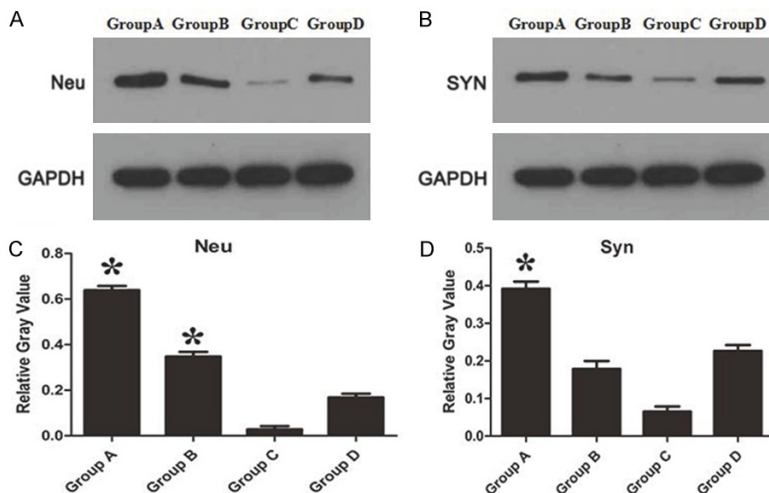 A
GroupA GroupB GroupC GroupD
Neu
GAPDH
B
GroupA GroupB GroupC GroupD
SYN
GAPDH
C
Neu
Relative Gray Value
0.8
0.6
0.4
0.2
0.0
*
*
Group A
Group B
Group C
Group D
D
Syn
Relative Gray Value
0.5
0.4
0.3
0.2
0.1
0.0
*
Group A
Group B
Group C
Group D